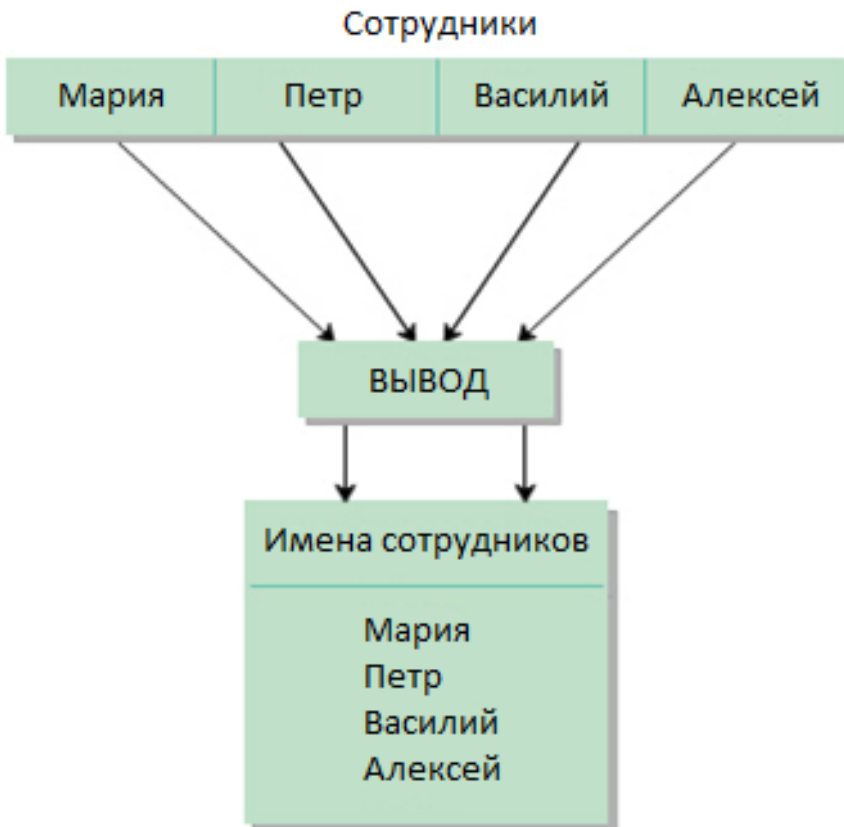 Сотрудники
Мария Петр Василий Алексей
ВЫВОД
Имена сотрудников
Мария
Петр
Василий
Алексей